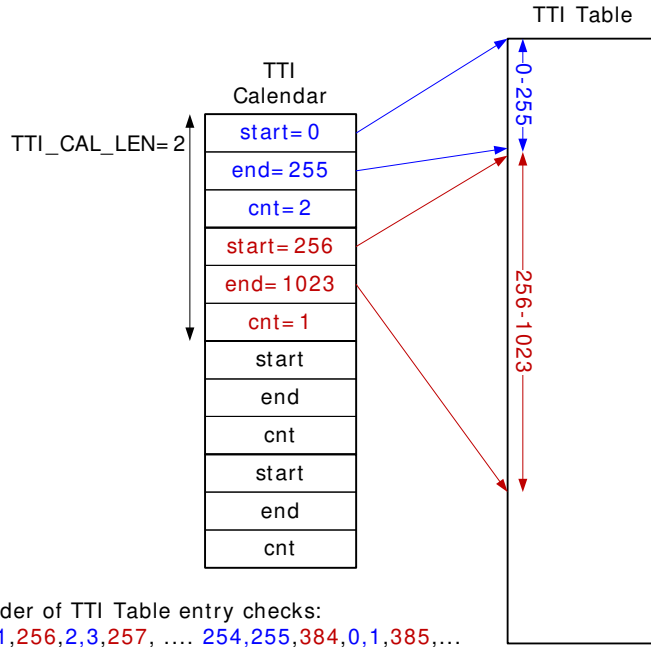 TTI Table
TTI
Calendar
TTI_CAL_LEN=2
start=0
end=255
cnt=2
start=256
end=1023
cnt=1
start
end
cnt
start
end
cnt
0-255
256-1023
der of TTI Table entry checks:
1,256,2,3,257, .... 254,255,384,0,1,385,...